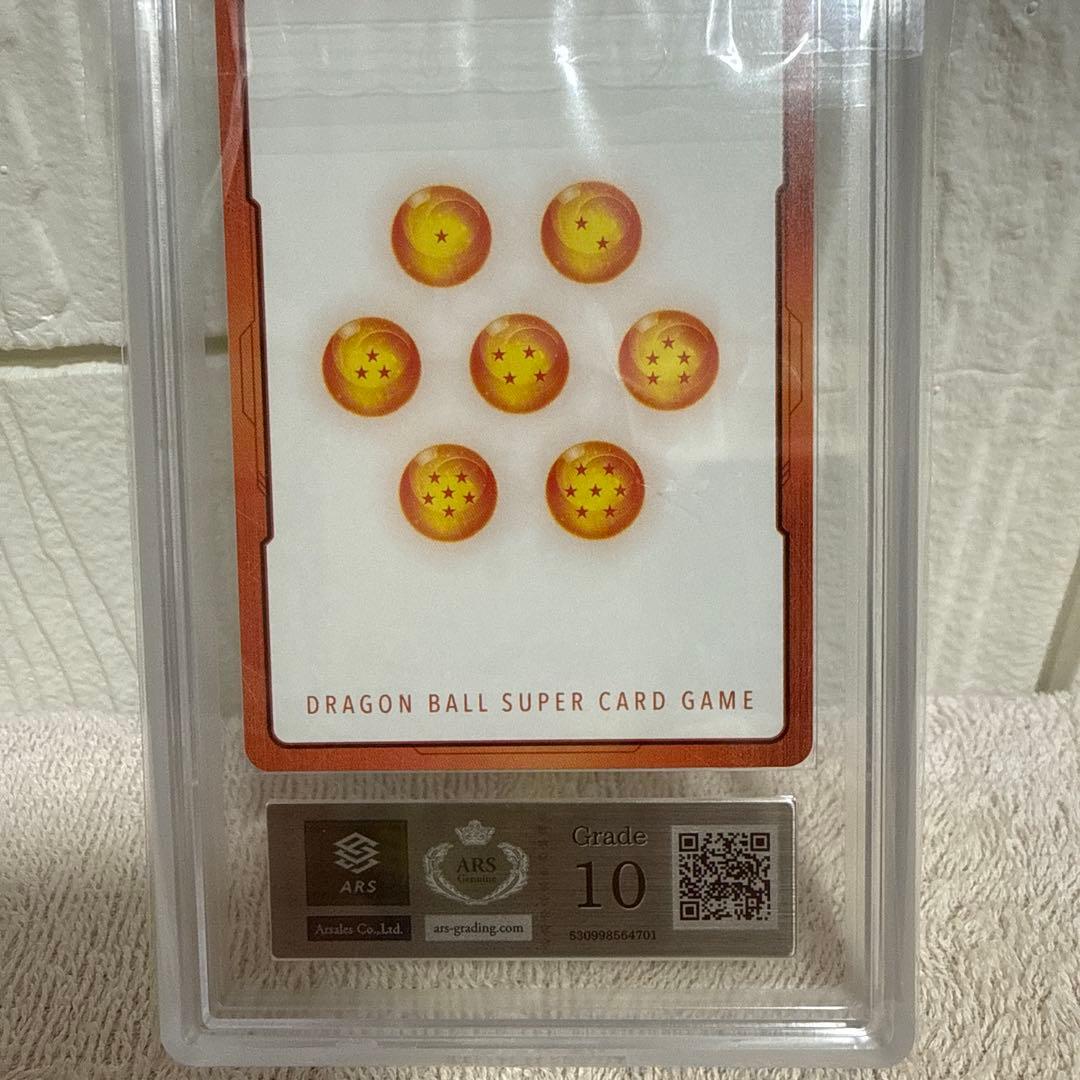 DRAGON BALL SUPER CARD GAME
ARS
Arsales Co.,Ltd.
ARS
Genuine
ars-grading.com
Grade
10
530998564701